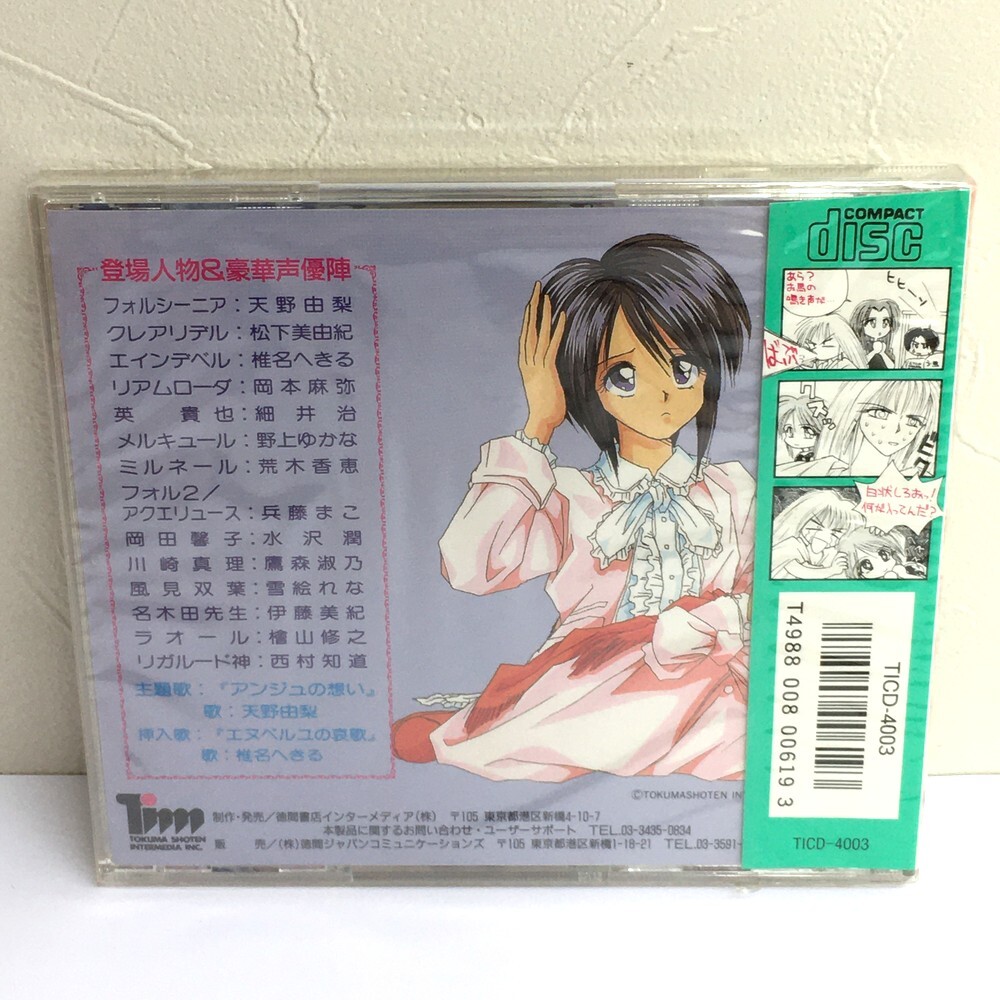 登場人物&豪華声優陣
フォルシーニア：天野由梨
クレアリデル：松下美由紀
エインデベル：椎名へきる
リアムローダ：岡本麻弥
英 貴也：細井治
メルキュール：野上ゆかな
ミルネール：荒木香恵
フォル2／
アクエリュース：兵藤まこ
岡田馨子：水沢潤
川崎真理：鷹森淑乃
風見双葉：雪絵れな
名木田先生：伊藤美紀
ラオール：檜山修之
リガルード神：西村知道
主題歌：『アンジュの想い』
歌：天野由梨
挿入歌：『エヌベルユの哀歌』
歌：椎名へきる
Tim
TOKUMA SHOTEN
INTERMEDIA INC.
©TOKUMASHOTEN INT
制作・発売／徳間書店インターメディア(株) 〒105 東京都港区新橋4-10-7
本製品に関するお問い合わせ・ユーザーサポート TEL.03-3435-0834
販 売／(株)徳間ジャパンコミュニケーションズ 〒105 東京都港区新橋1-18-21 TEL.03-3591-
COMPACT
disc
あら？
お馬の
鳴き声だ
ヒヒーン
ビクッ
白状しろおっ！
何が入ってんだ？
TICD-4003
T4988 008 00619 3
TICD-4003